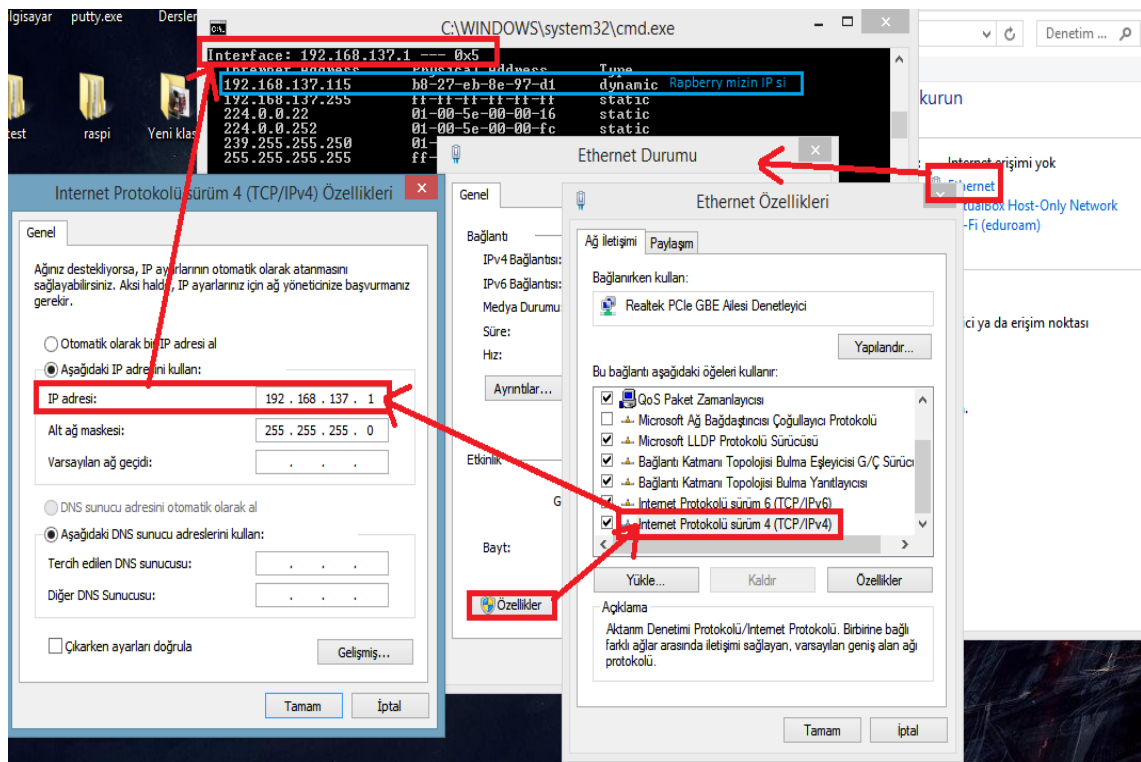 lgisayar
putty.exe
Dersler
test
raspi
Yeni klas
C:\WINDOWS\system32\cmd.exe
Interface: 192.168.137.1 --- 0x5
Internet Address Physical Address Type
192.168.137.115 b8-27-eb-8e-97-d1 dynamic Rapberry mizin IP si
192.168.137.255 ff-ff-ff-ff-ff-ff static
224.0.0.22 01-00-5e-00-00-16 static
224.0.0.252 01-00-5e-00-00-fc static
239.255.255.250 01-
255.255.255.255 ff-
Denetim ...
kurun
Internet erişimi yok
Ethernet
VirtualBox Host-Only Network
-Fi (eduroam)
ici ya da erişim noktası
Ethernet Durumu
Genel
Bağlantı
IPv4 Bağlantısı:
IPv6 Bağlantısı:
Medya Durumu:
Süre:
Hız:
Ayrıntılar...
Etkinlik
G
Bayt:
Özellikler
Internet Protokolü sürüm 4 (TCP/IPv4) Özellikleri
Genel
Ağınız destekliyorsa, IP ayarlarının otomatik olarak atanmasını
sağlayabilirsiniz. Aksi halde, IP ayarlarınız için ağ yöneticinize başvurmanız
gerekir.
Otomatik olarak bir IP adresi al
Aşağıdaki IP adresini kullan:
IP adresi: 192 . 168 . 137 . 1
Alt ağ maskesi: 255 . 255 . 255 . 0
Varsayılan ağ geçidi: . . .
DNS sunucu adresini otomatik olarak al
Aşağıdaki DNS sunucu adreslerini kullan:
Tercih edilen DNS sunucusu: . . .
Diğer DNS Sunucusu: . . .
Çıkarken ayarları doğrula
Gelişmiş...
Tamam İptal
Ethernet Özellikleri
Ağ İletişimi Paylaşım
Bağlanırken kullan:
Realtek PCIe GBE Ailesi Denetleyici
Yapılandır...
Bu bağlantı aşağıdaki öğeleri kullanır:
QoS Paket Zamanlayıcısı
Microsoft Ağ Bağdaştırıcısı Çoğullayıcı Protokolü
Microsoft LLDP Protokolü Sürücüsü
Bağlantı Katmanı Topolojisi Bulma Eşleyicisi G/Ç Sürücü
Bağlantı Katmanı Topolojisi Bulma Yanıtlayıcısı
Internet Protokolü sürüm 6 (TCP/IPv6)
Internet Protokolü sürüm 4 (TCP/IPv4)
Yükle... Kaldır Özellikler
Açıklama
Aktarım Denetimi Protokolü/Internet Protokolü. Birbirine bağlı
farklı ağlar arasında iletişimi sağlayan, varsayılan geniş alan ağı
protokolü.
Tamam İptal